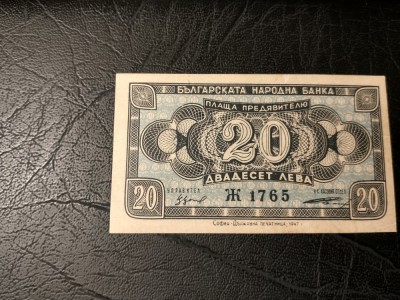 БЪЛГАРСКАТА НАРОДНА БАНКА
ПЛАЩА ПРЕДЯВИТЕЛЮ
20
ДВАДЕСЕТ ЛЕВА
20 Ж 1765 20